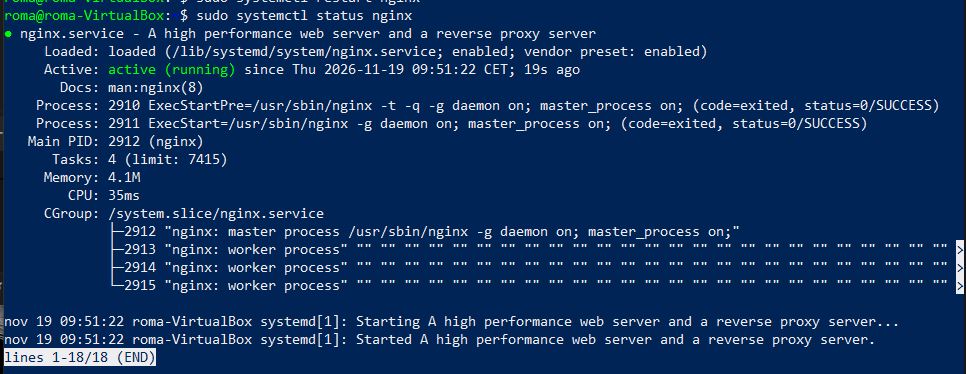 roma@roma-VirtualBox:~$ sudo systemctl restart nginx
roma@roma-VirtualBox:~$ sudo systemctl status nginx
● nginx.service - A high performance web server and a reverse proxy server
Loaded: loaded (/lib/systemd/system/nginx.service; enabled; vendor preset: enabled)
Active: active (running) since Thu 2026-11-19 09:51:22 CET; 19s ago
Docs: man:nginx(8)
Process: 2910 ExecStartPre=/usr/sbin/nginx -t -q -g daemon on; master_process on; (code=exited, status=0/SUCCESS)
Process: 2911 ExecStart=/usr/sbin/nginx -g daemon on; master_process on; (code=exited, status=0/SUCCESS)
Main PID: 2912 (nginx)
Tasks: 4 (limit: 7415)
Memory: 4.1M
CPU: 35ms
CGroup: /system.slice/nginx.service
├─2912 "nginx: master process /usr/sbin/nginx -g daemon on; master_process on;"
├─2913 "nginx: worker process" "" "" "" "" "" "" "" "" "" "" "" "" "" "" "" "" "" "" "" "" "" "" "" "" "" >
├─2914 "nginx: worker process" "" "" "" "" "" "" "" "" "" "" "" "" "" "" "" "" "" "" "" "" "" "" "" "" "" >
└─2915 "nginx: worker process" "" "" "" "" "" "" "" "" "" "" "" "" "" "" "" "" "" "" "" "" "" "" "" "" "" >
nov 19 09:51:22 roma-VirtualBox systemd[1]: Starting A high performance web server and a reverse proxy server...
nov 19 09:51:22 roma-VirtualBox systemd[1]: Started A high performance web server and a reverse proxy server.
lines 1-18/18 (END)